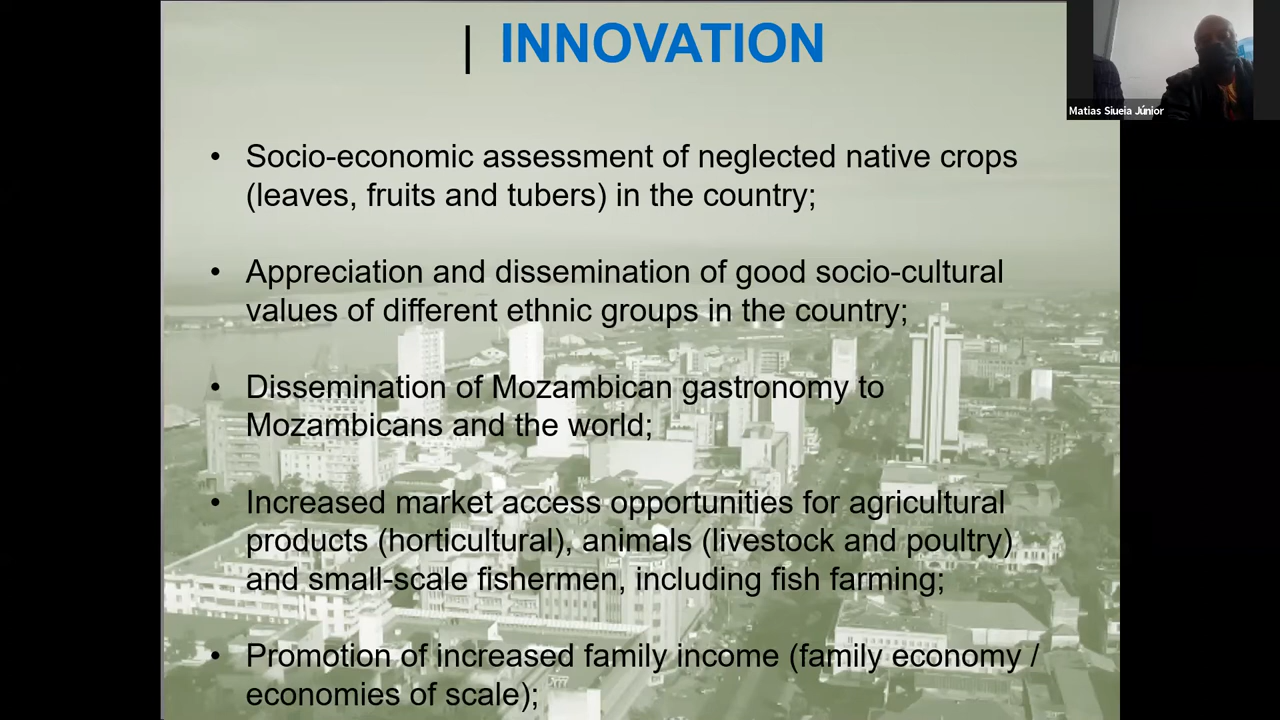 | INNOVATION
Matias Siueia Júnior
• Socio-economic assessment of neglected native crops
(leaves, fruits and tubers) in the country;
• Appreciation and dissemination of good socio-cultural
values of different ethnic groups in the country;
• Dissemination of Mozambican gastronomy to
Mozambicans and the world;
• Increased market access opportunities for agricultural
products (horticultural), animals (livestock and poultry)
and small-scale fishermen, including fish farming;
• Promotion of increased family income (family economy /
economies of scale);